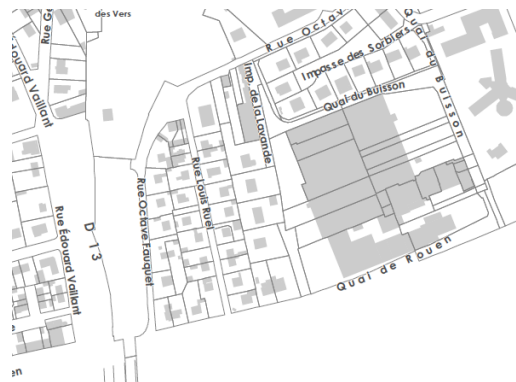 des Vers
Rue G
Rue Octav
Édouard Vaillant
Impasse des Sorbiers
Quai du Buisson
Quai du Buisson
Imp. de la Lavande
Rue Louis Ruel
Rue Octave Fauquet
Rue Édouard Vaillant
D 13
Quai de Rouen
en